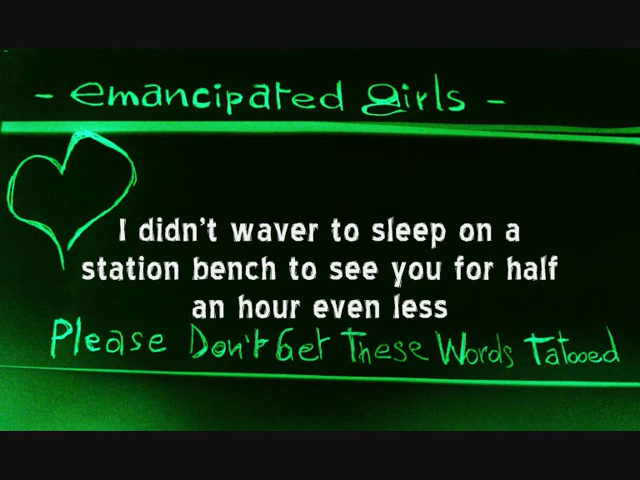 - emancipated girls -
I didn't waver to sleep on a
station bench to see you for half
an hour even less
Please Don't Get These Words Tatooed